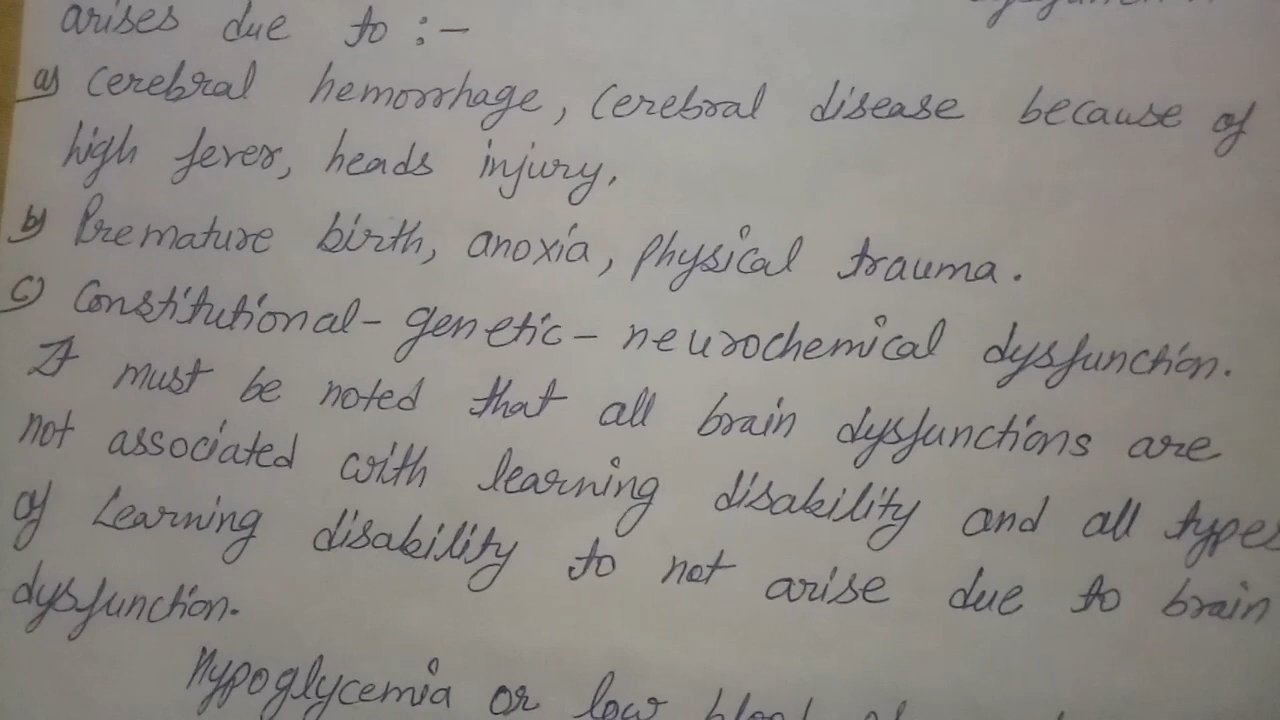 arises due to :-
a) Cerebral hemorrhage, Cerebral disease because of
high fever, heads injury,
b) Premature birth, anoxia, physical trauma.
c) Constitutional-genetic-neurochemical dysfunction.
It must be noted that all brain dysfunctions are
not associated with learning disability and all types
of Learning disability to not arise due to brain
dysfunction.
Hypoglycemia or low blood